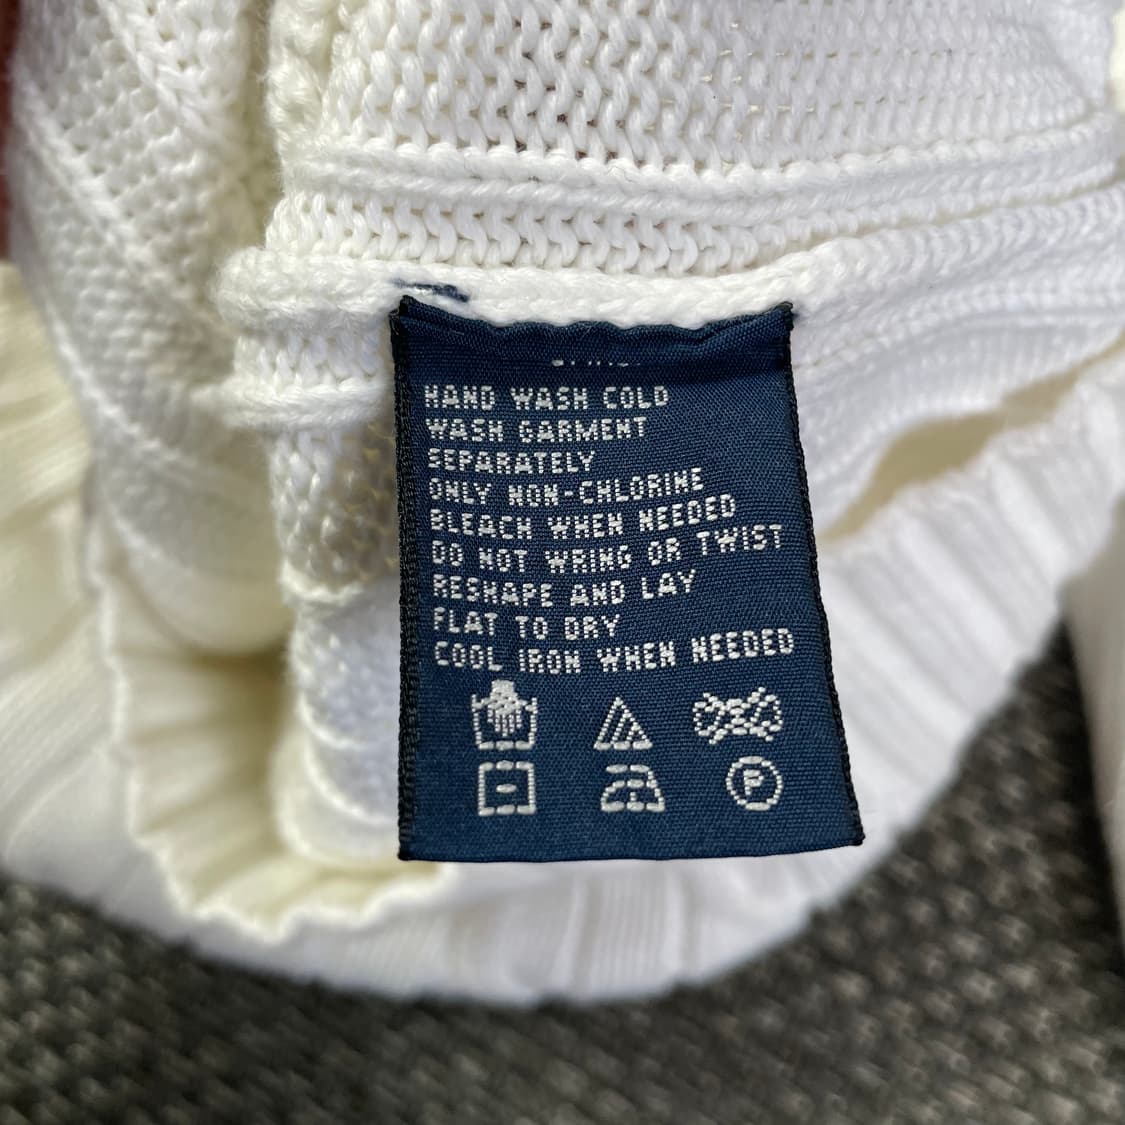 HAND WASH COLD
WASH GARMENT
SEPARATELY
ONLY NON-CHLORINE
BLEACH WHEN NEEDED
DO NOT WRING OR TWIST
RESHAPE AND LAY
FLAT TO DRY
COOL IRON WHEN NEEDED
P